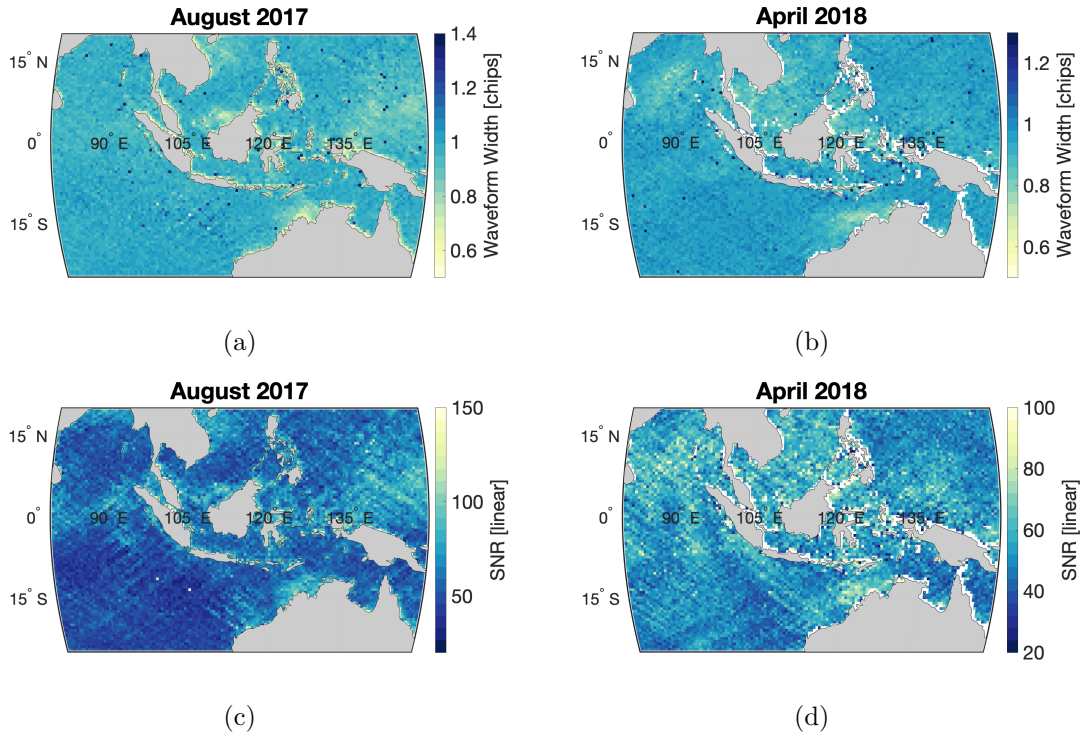 August 2017
15° N
0°
15° S
90° E
105° E
120° E
135° E
1.4
1.2
1
0.8
0.6
Waveform Width [chips]
(a)
April 2018
15° N
0°
15° S
90° E
105° E
120° E
135° E
1.2
1
0.8
0.6
Waveform Width [chips]
(b)
August 2017
15° N
0°
15° S
90° E
105° E
120° E
135° E
150
100
50
SNR [linear]
(c)
April 2018
15° N
0°
15° S
90° E
105° E
120° E
135° E
100
80
60
40
20
SNR [linear]
(d)